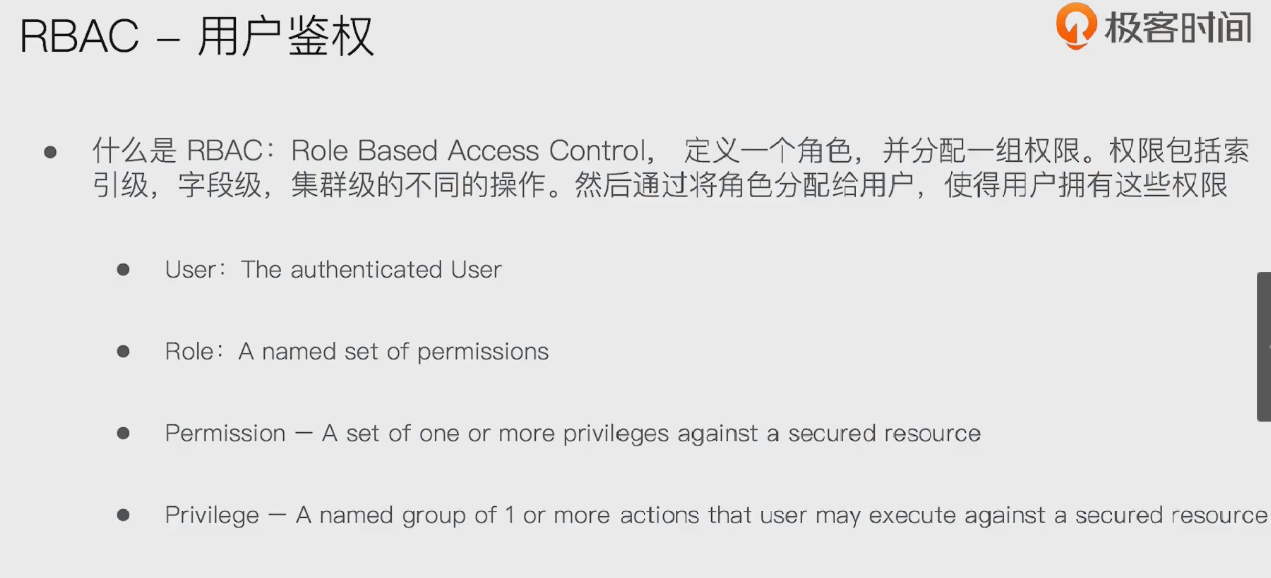 RBAC – 用户鉴权
极客时间
• 什么是 RBAC：Role Based Access Control， 定义一个角色，并分配一组权限。权限包括索
引级，字段级，集群级的不同的操作。然后通过将角色分配给用户，使得用户拥有这些权限
• User：The authenticated User
• Role：A named set of permissions
• Permission — A set of one or more privileges against a secured resource
• Privilege — A named group of 1 or more actions that user may execute against a secured resource